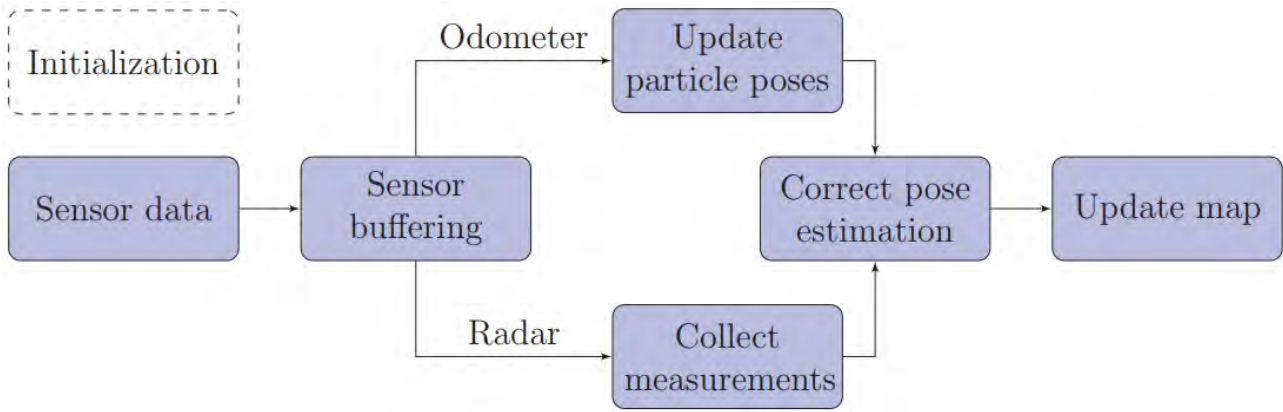 Initialization
Odometer
Update
particle poses
Sensor data
Sensor
buffering
Correct pose
estimation
Update map
Radar
Collect
measurements